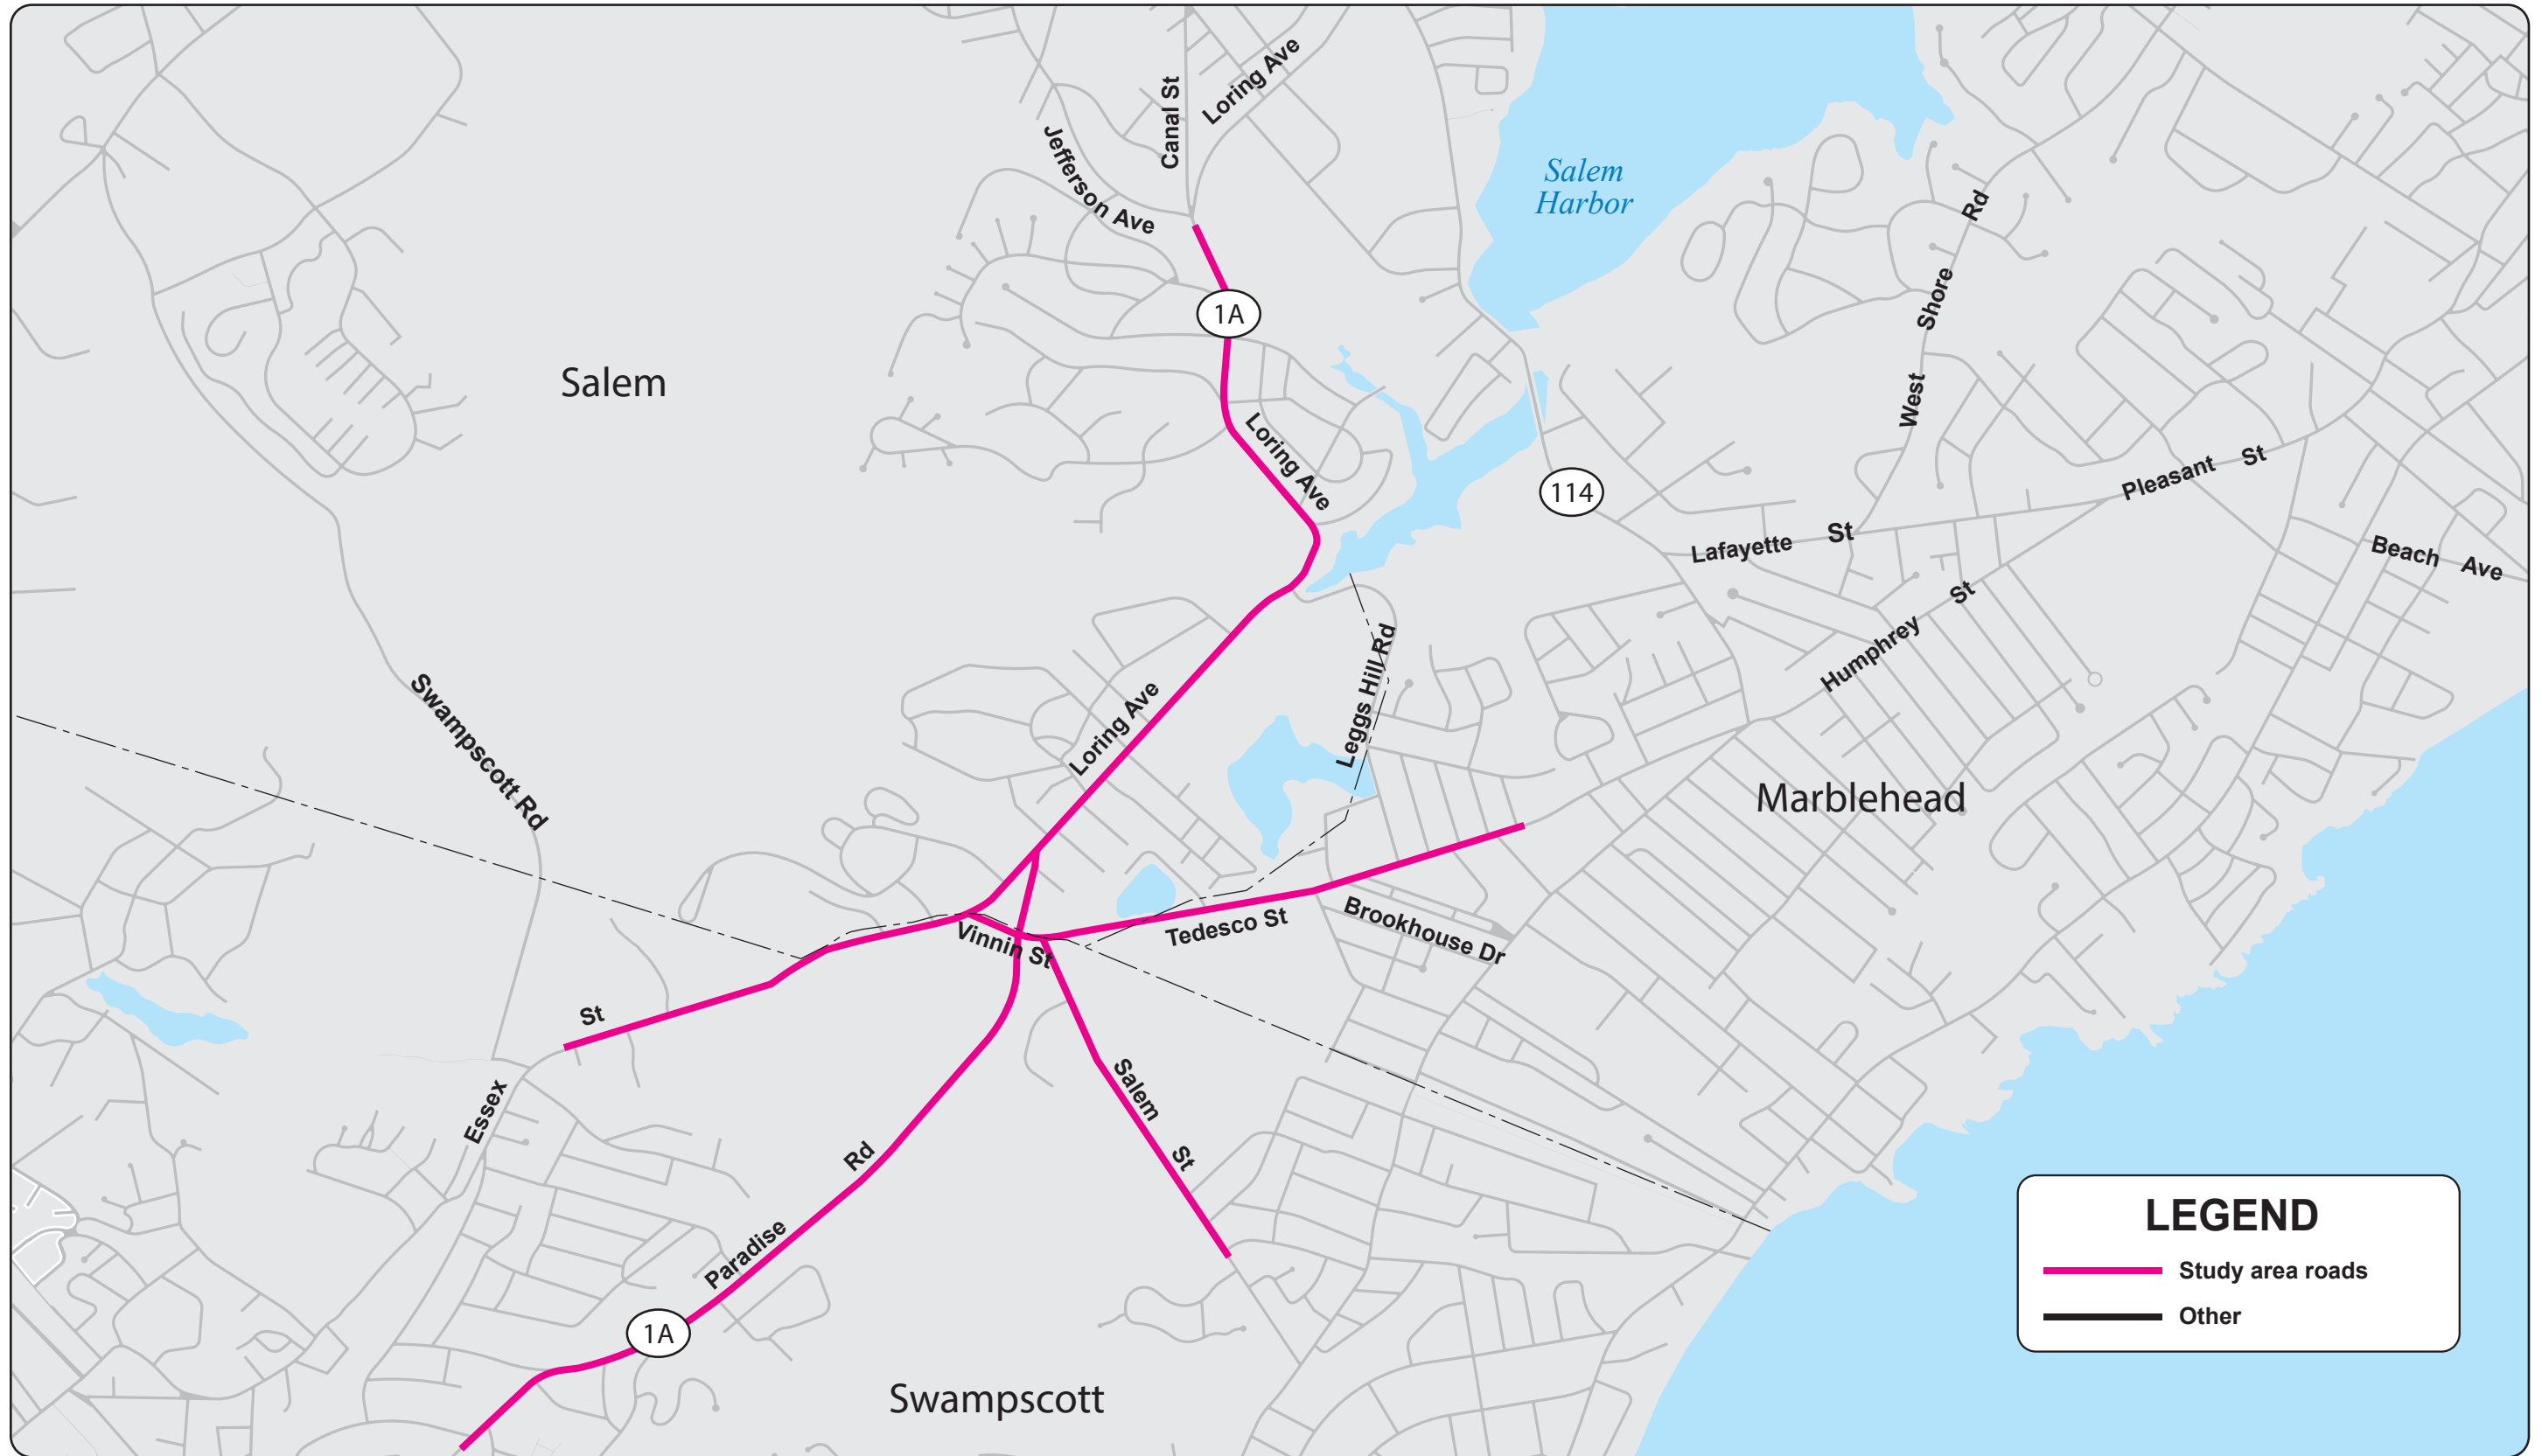 Loring Ave
Canal St
Jefferson Ave
Salem
Harbor
West Shore Rd
1A
Salem
Loring Ave
114
Pleasant St
Lafayette St
Beach Ave
Humphrey St
Leggs Hill Rd
Swampscott Rd
Loring Ave
Marblehead
Vinnin St
Tedesco St
Brookhouse Dr
Essex St
Salem St
Paradise Rd
1A
Swampscott
LEGEND
Study area roads
Other